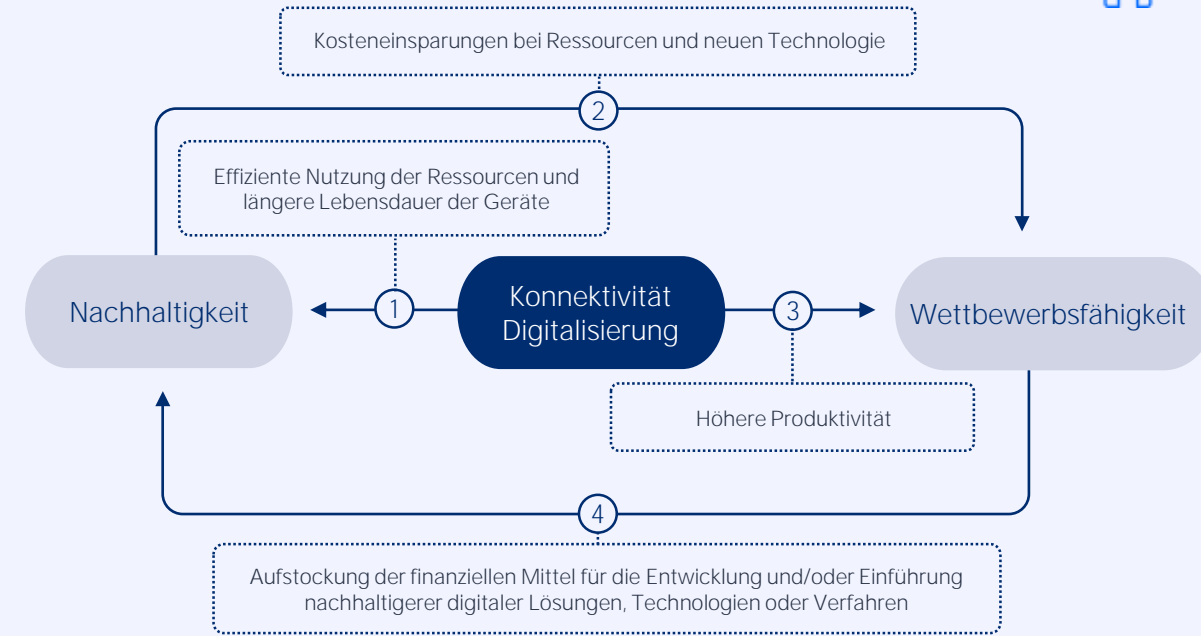 Kosteneinsparungen bei Ressourcen und neuen Technologie
2
Effiziente Nutzung der Ressourcen und
längere Lebensdauer der Geräte
Nachhaltigkeit
1
Konnektivität
Digitalisierung
3
Wettbewerbsfähigkeit
Höhere Produktivität
4
Aufstockung der finanziellen Mittel für die Entwicklung und/oder Einführung
nachhaltigerer digitaler Lösungen, Technologien oder Verfahren